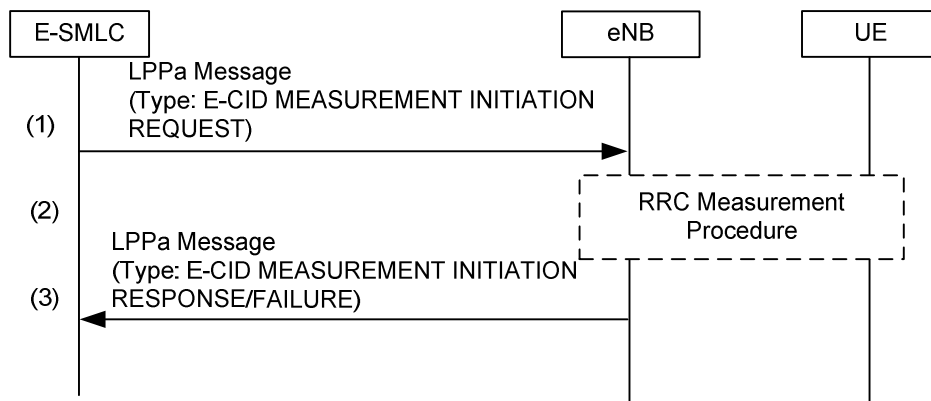 E-SMLC
eNB
UE
LPPa Message
(Type: E-CID MEASUREMENT INITIATION
REQUEST)
(1)
RRC Measurement
Procedure
(2)
LPPa Message
(Type: E-CID MEASUREMENT INITIATION
RESPONSE/FAILURE)
(3)